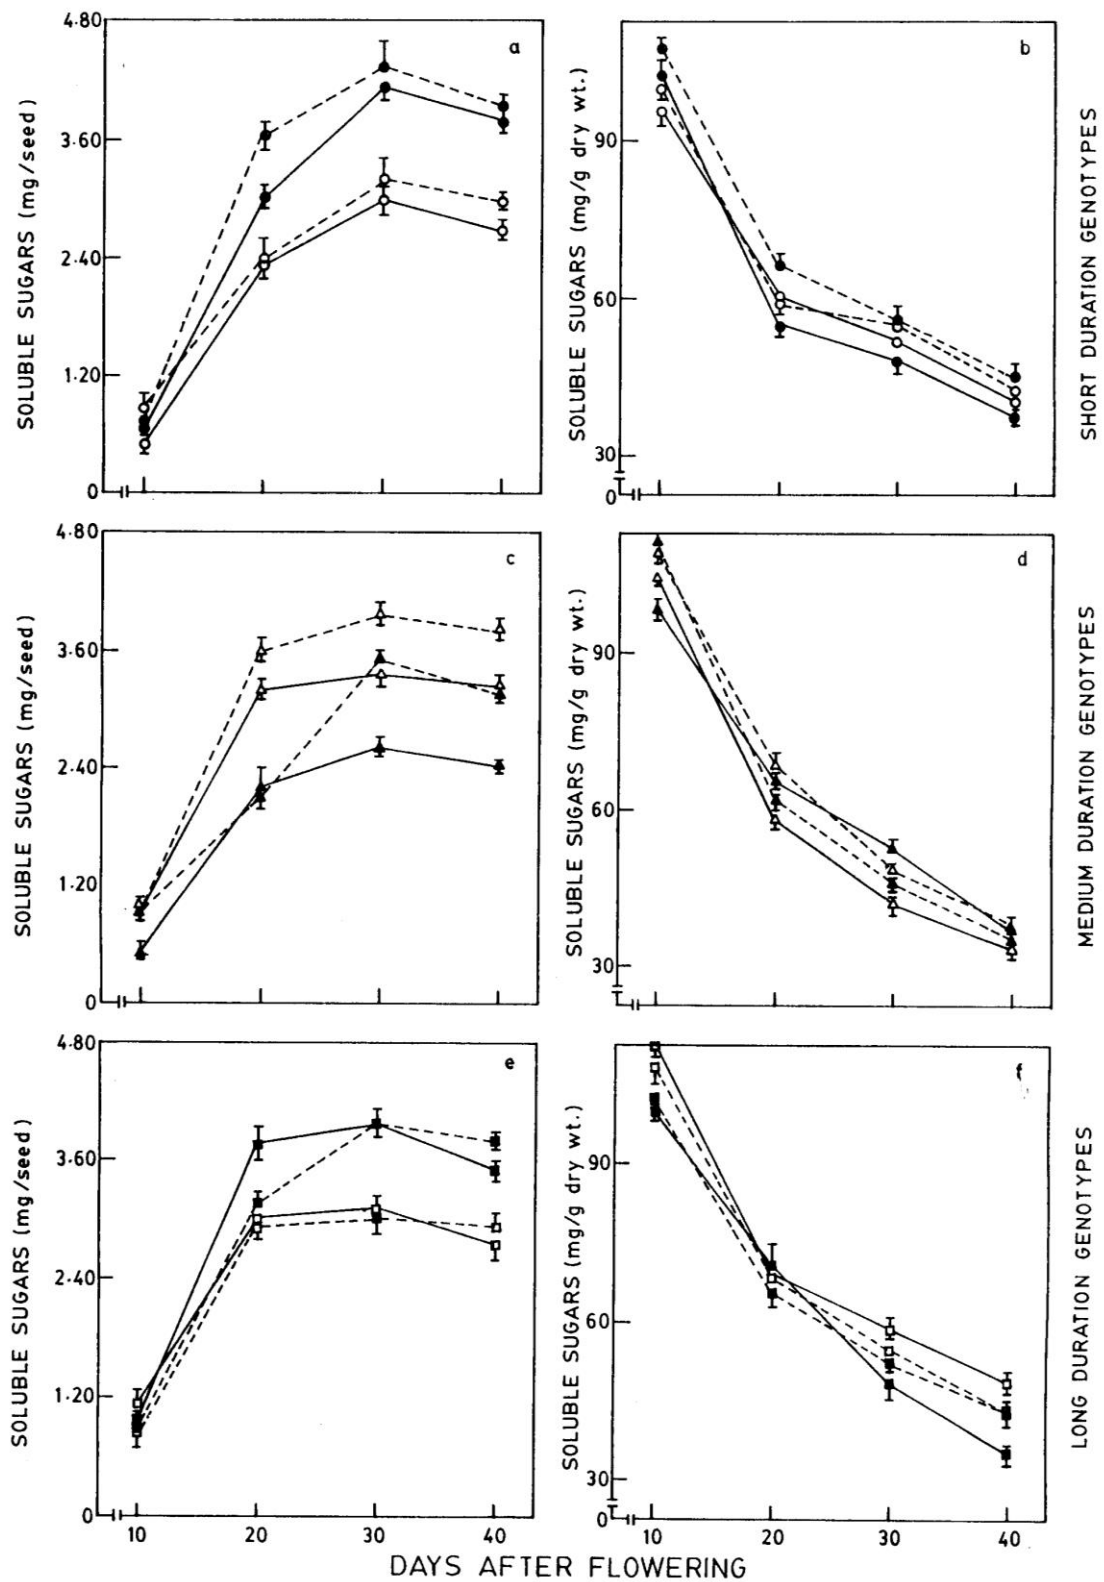 a
4·80
3·60
2·40
1·20
0
SOLUBLE SUGARS (mg/seed)
b
90
60
30
0
SOLUBLE SUGARS (mg/g dry wt.)
SHORT DURATION GENOTYPES
c
4·80
3·60
2·40
1·20
0
SOLUBLE SUGARS (mg/seed)
d
90
60
30
SOLUBLE SUGARS (mg/g dry wt.)
MEDIUM DURATION GENOTYPES
e
4·80
3·60
2·40
1·20
0
SOLUBLE SUGARS (mg/seed)
10 20 30 40
f
90
60
30
0
SOLUBLE SUGARS (mg/g dry wt.)
10 20 30 40
LONG DURATION GENOTYPES
DAYS AFTER FLOWERING